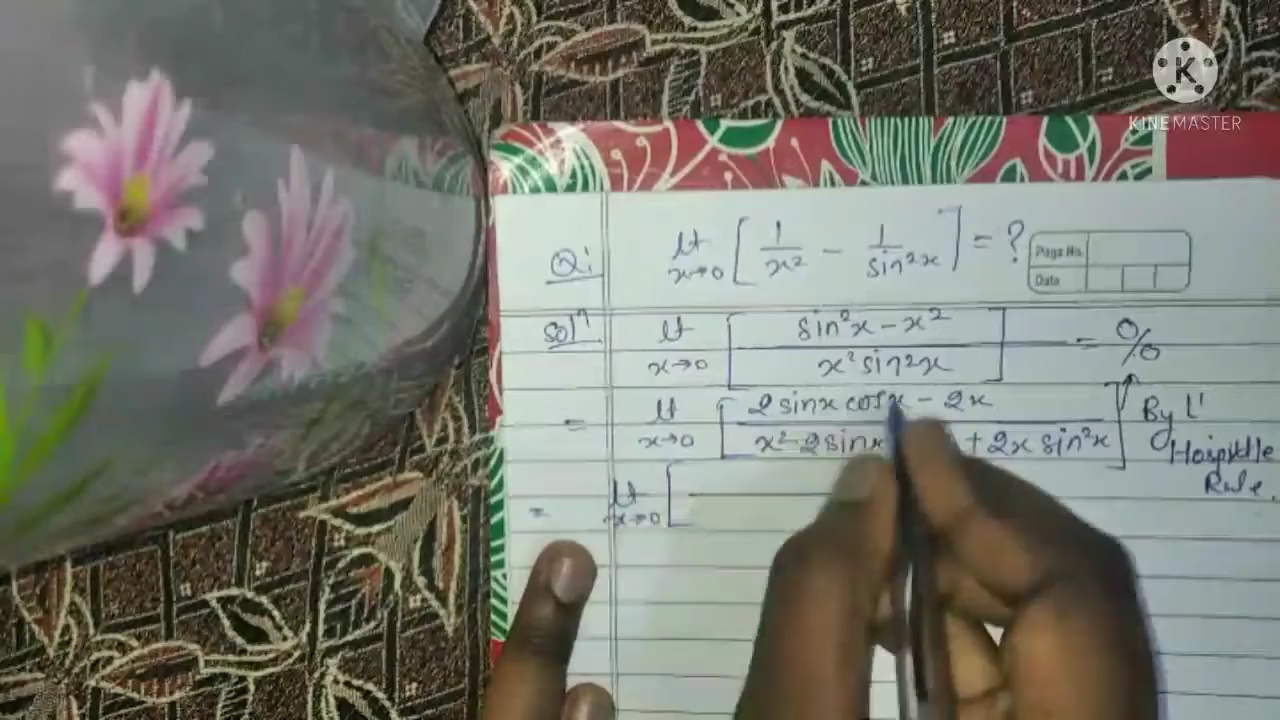 K
KINEMASTER
Q: lt x→0 [1/x² - 1/sin²x] = ?
Page No.
Date
Solⁿ lt x→0 [sin²x - x² / x² sin²x] = 0/0
= lt x→0 [2 sinx cosx - 2x / x² 2 sinx + 2x sin²x] By L'
Hospitle
Rule.
= lt x→0 [